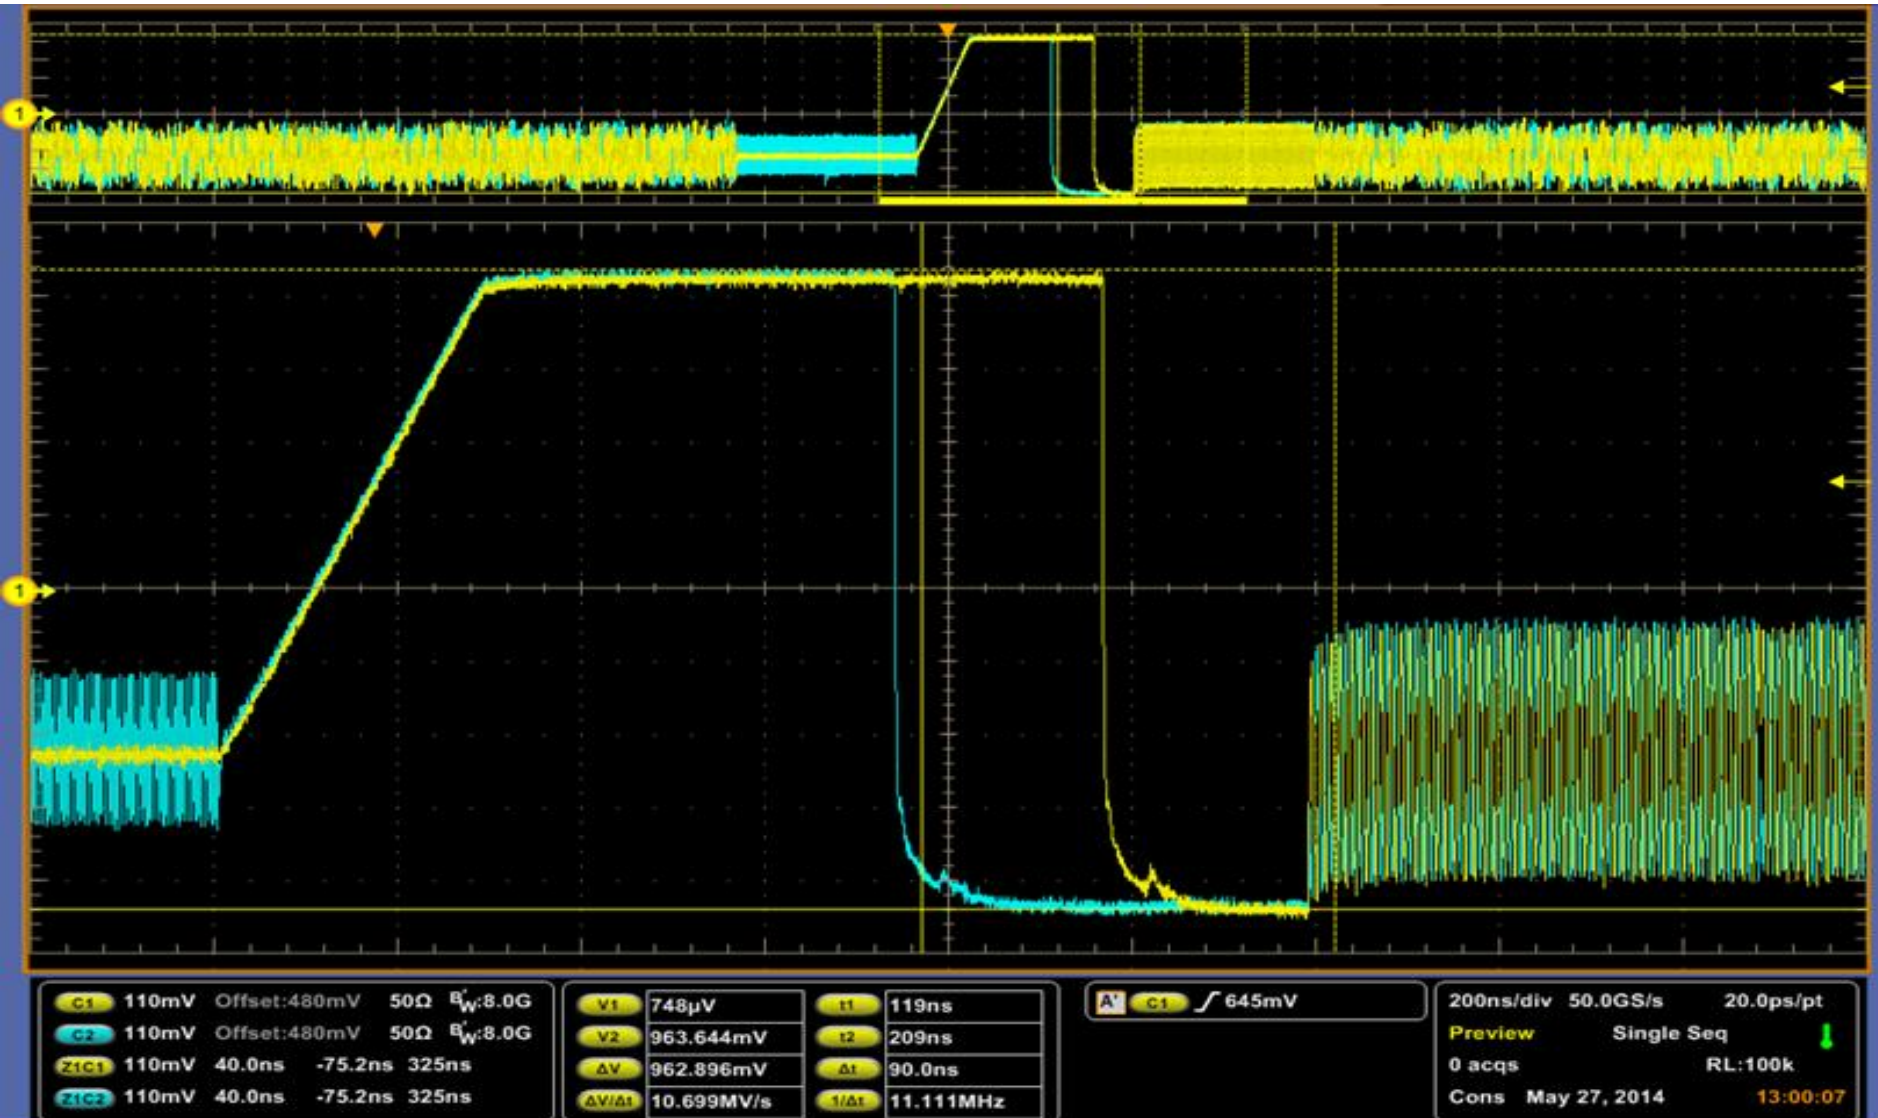 1
1
C1 110mV Offset:480mV 50Ω BW:8.0G
C2 110mV Offset:480mV 50Ω BW:8.0G
Z1C1 110mV 40.0ns -75.2ns 325ns
Z1C2 110mV 40.0ns -75.2ns 325ns
V1 748µV
V2 963.644mV
ΔV 962.896mV
ΔV/Δt 10.699MV/s
t1 119ns
t2 209ns
Δt 90.0ns
1/Δt 11.111MHz
A' C1 645mV
200ns/div 50.0GS/s 20.0ps/pt
Preview Single Seq
0 acqs RL:100k
Cons May 27, 2014 13:00:07